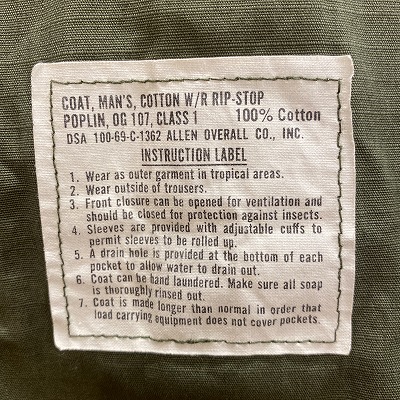 COAT, MAN'S, COTTON W/R RIP-STOP
POPLIN, OG 107, CLASS 1 100% Cotton
DSA 100-69-C-1362 ALLEN OVERALL CO., INC.
INSTRUCTION LABEL
1. Wear as outer garment in tropical areas.
2. Wear outside of trousers.
3. Front closure can be opened for ventilation and
should be closed for protection against insects.
4. Sleeves are provided with adjustable cuffs to
permit sleeves to be rolled up.
5. A drain hole is provided at the bottom of each
pocket to allow water to drain out.
6. Coat can be hand laundered. Make sure all soap
is thoroughly rinsed out.
7. Coat is made longer than normal in order that
load carrying equipment does not cover pockets.